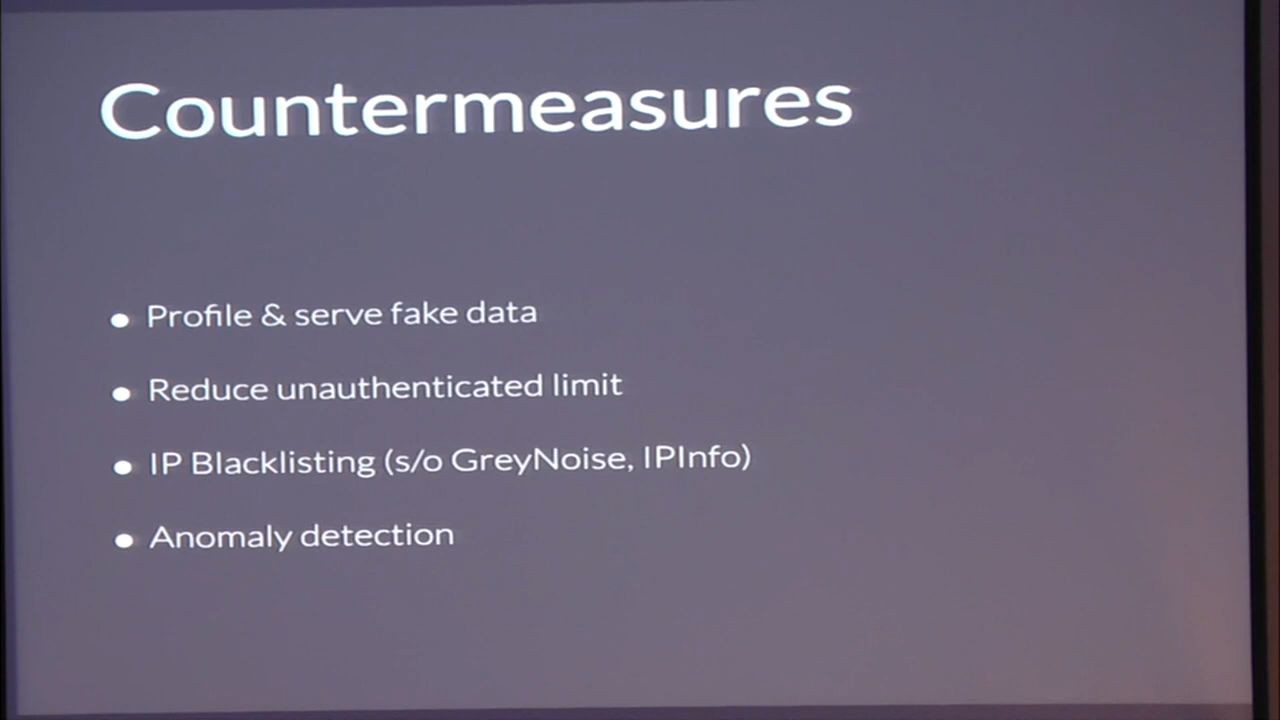 Countermeasures
• Profile & serve fake data
• Reduce unauthenticated limit
• IP Blacklisting (s/o GreyNoise, IPInfo)
• Anomaly detection